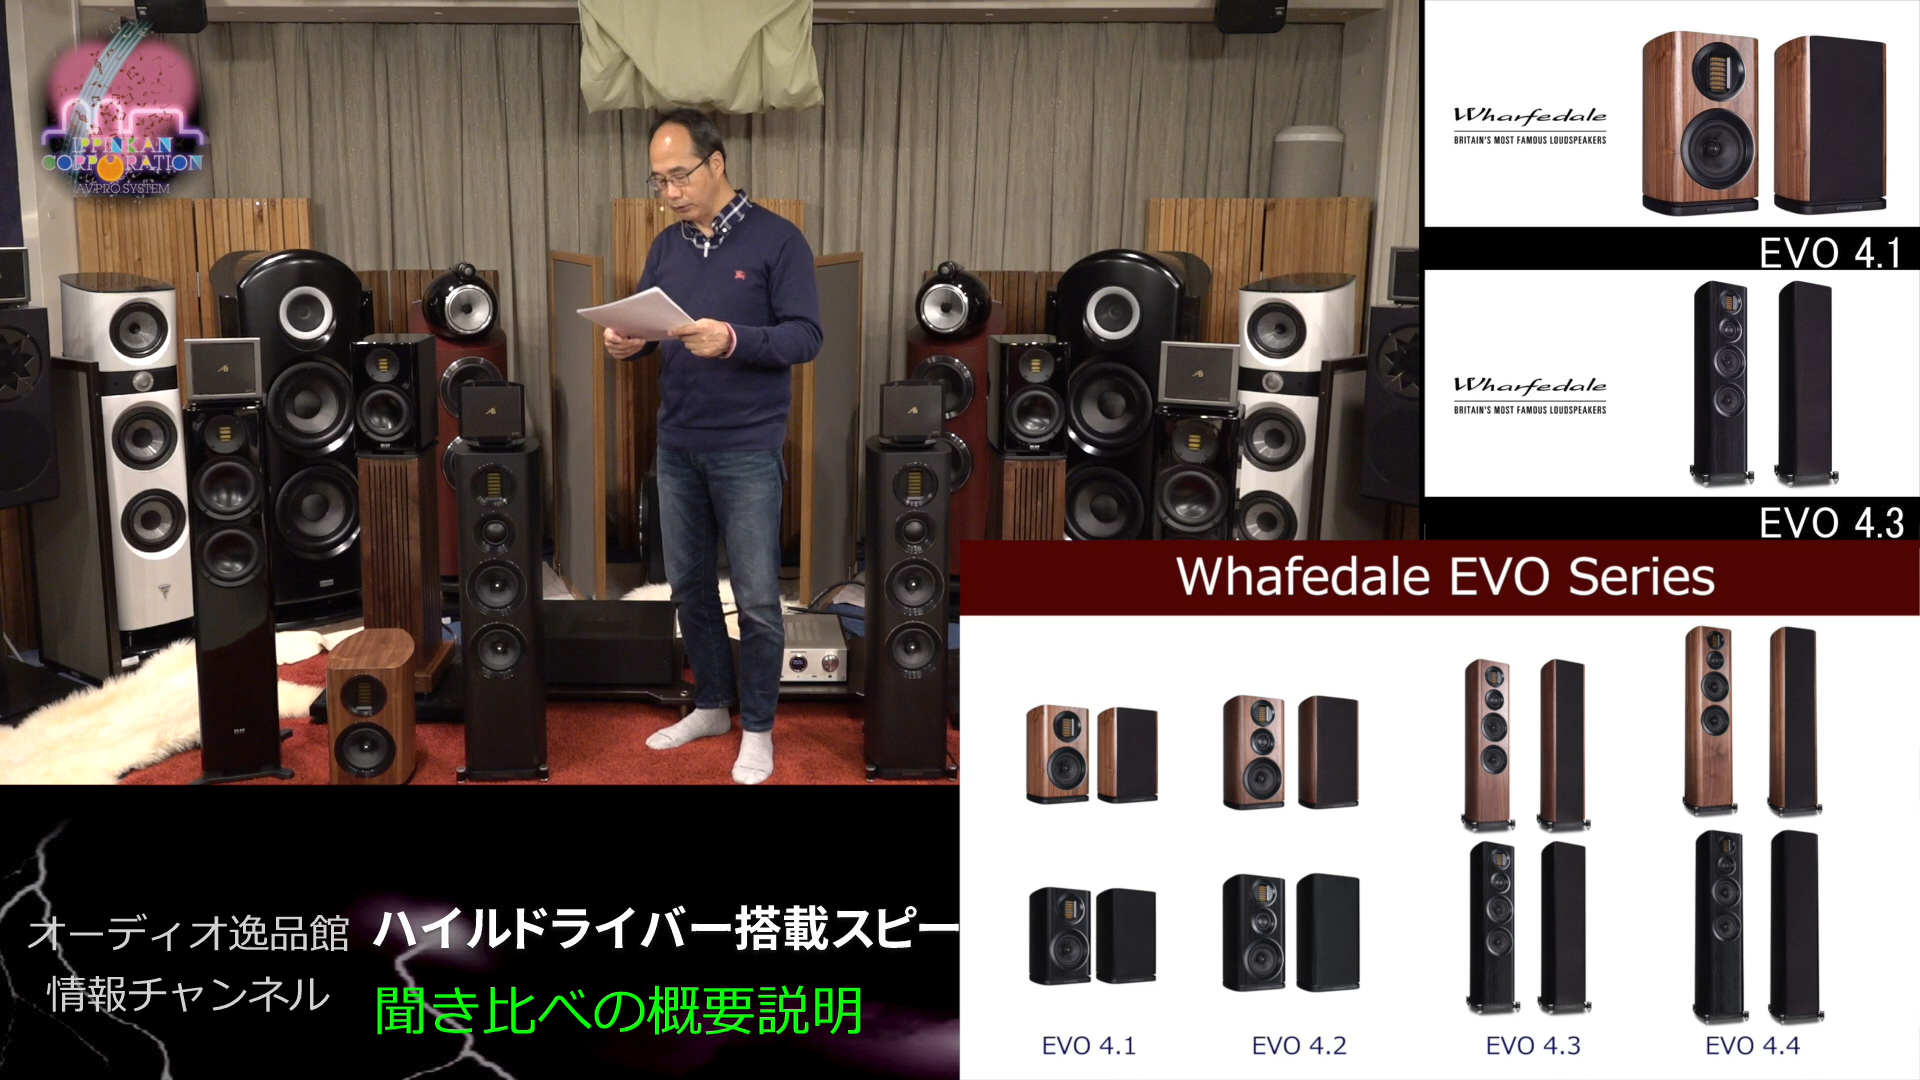 IPPINKAN
CORPORATION
AV-PRO SYSTEM
Wharfedale
BRITAIN'S MOST FAMOUS LOUDSPEAKERS
EVO 4.1
Wharfedale
BRITAIN'S MOST FAMOUS LOUDSPEAKERS
EVO 4.3
Whafedale EVO Series
EVO 4.1
EVO 4.2
EVO 4.3
EVO 4.4
オーディオ逸品館
情報チャンネル
ハイルドライバー搭載スピー
聞き比べの概要説明